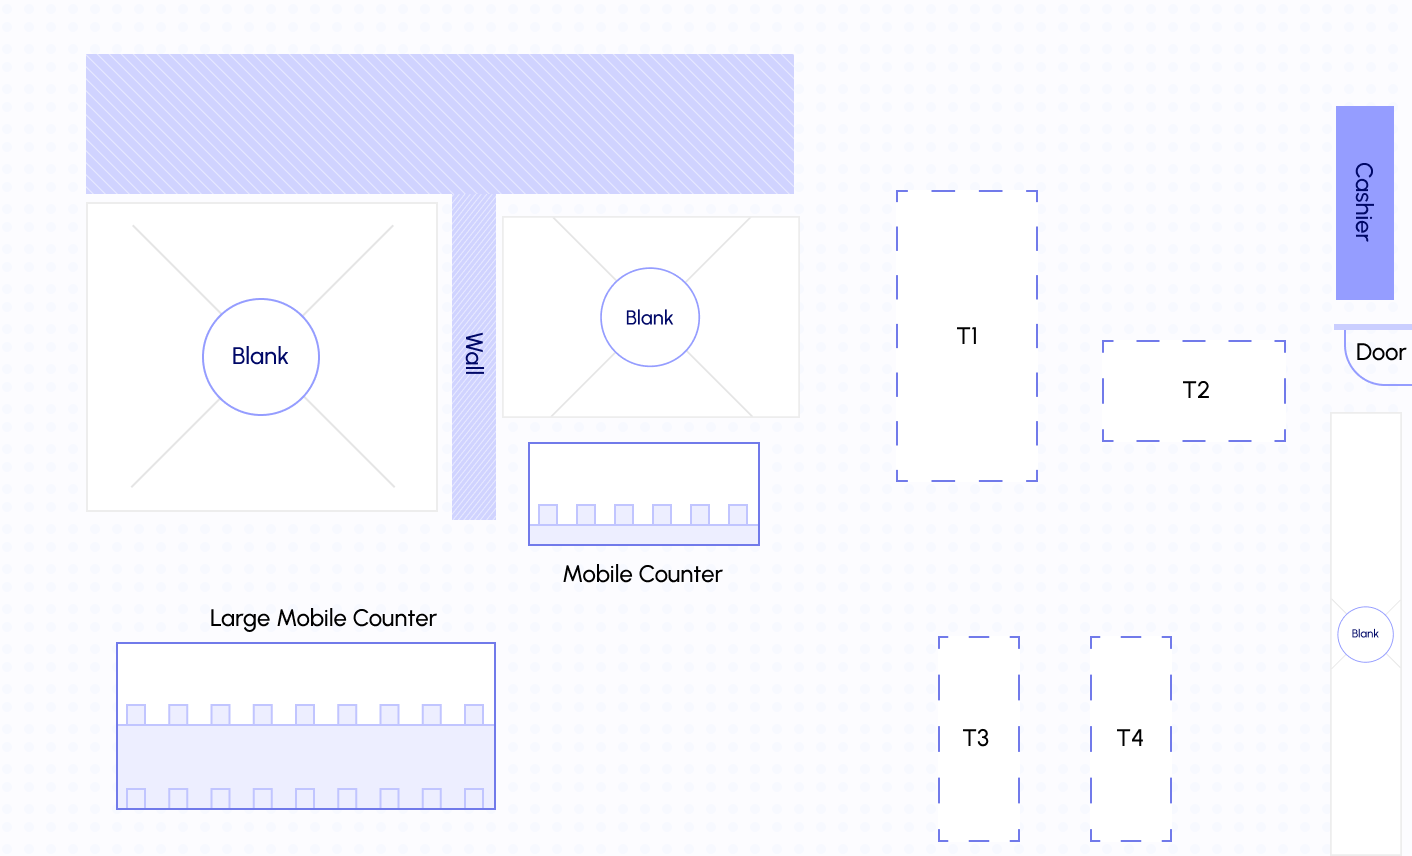 Cashier
Wall
Blank
Blank
T1
Door
T2
Mobile Counter
Large Mobile Counter
Blank
T3
T4